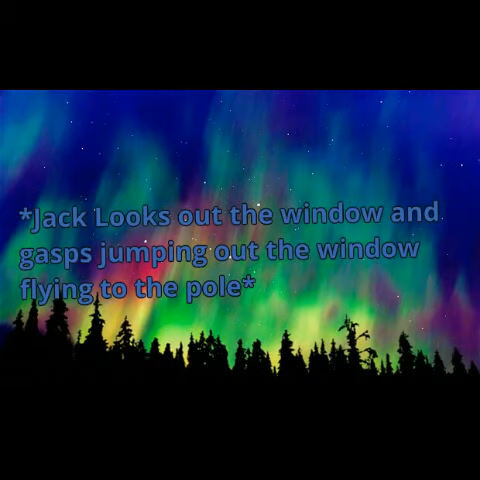 *Jack Looks out the window and
gasps jumping out the window
flying to the pole*